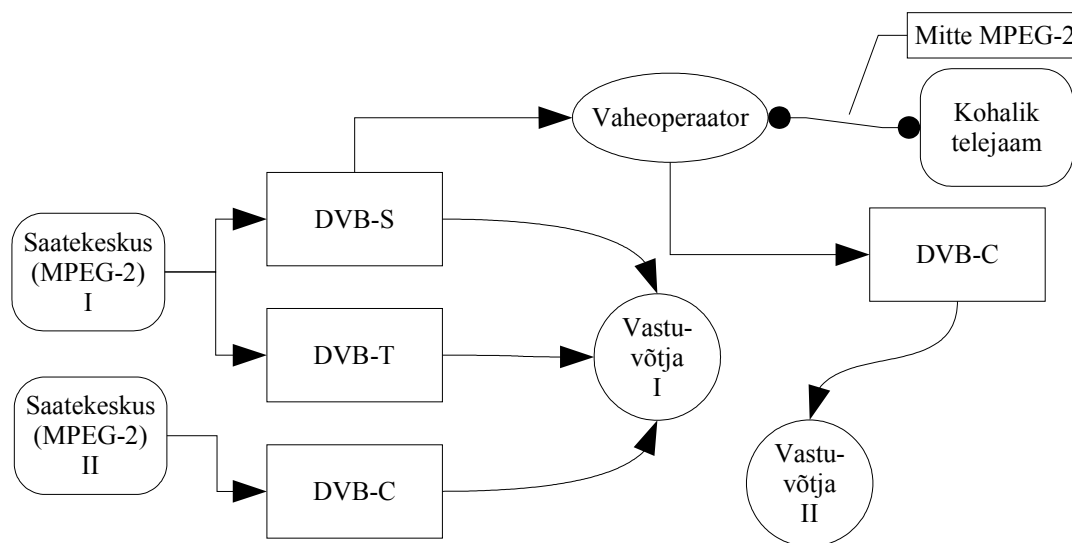 Mitte MPEG-2
Vaheoperaator
Kohalik
telejaam
DVB-S
Saatekeskus
(MPEG-2)
I
DVB-C
DVB-T
Vastu-
võtja
I
Saatekeskus
(MPEG-2)
II
DVB-C
Vastu-
võtja
II